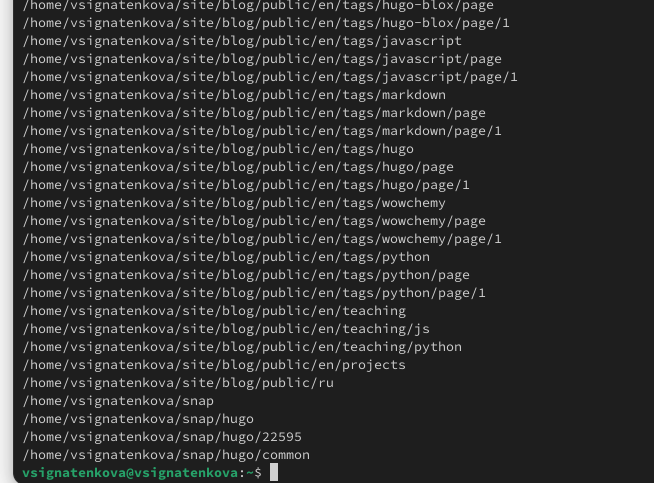 /home/vsignatenkova/site/blog/public/en/tags/hugo-blox/page
/home/vsignatenkova/site/blog/public/en/tags/hugo-blox/page/1
/home/vsignatenkova/site/blog/public/en/tags/javascript
/home/vsignatenkova/site/blog/public/en/tags/javascript/page
/home/vsignatenkova/site/blog/public/en/tags/javascript/page/1
/home/vsignatenkova/site/blog/public/en/tags/markdown
/home/vsignatenkova/site/blog/public/en/tags/markdown/page
/home/vsignatenkova/site/blog/public/en/tags/markdown/page/1
/home/vsignatenkova/site/blog/public/en/tags/hugo
/home/vsignatenkova/site/blog/public/en/tags/hugo/page
/home/vsignatenkova/site/blog/public/en/tags/hugo/page/1
/home/vsignatenkova/site/blog/public/en/tags/wowchemy
/home/vsignatenkova/site/blog/public/en/tags/wowchemy/page
/home/vsignatenkova/site/blog/public/en/tags/wowchemy/page/1
/home/vsignatenkova/site/blog/public/en/tags/python
/home/vsignatenkova/site/blog/public/en/tags/python/page
/home/vsignatenkova/site/blog/public/en/tags/python/page/1
/home/vsignatenkova/site/blog/public/en/teaching
/home/vsignatenkova/site/blog/public/en/teaching/js
/home/vsignatenkova/site/blog/public/en/teaching/python
/home/vsignatenkova/site/blog/public/en/projects
/home/vsignatenkova/site/blog/public/ru
/home/vsignatenkova/snap
/home/vsignatenkova/snap/hugo
/home/vsignatenkova/snap/hugo/22595
/home/vsignatenkova/snap/hugo/common
vsignatenkova@vsignatenkova:~$